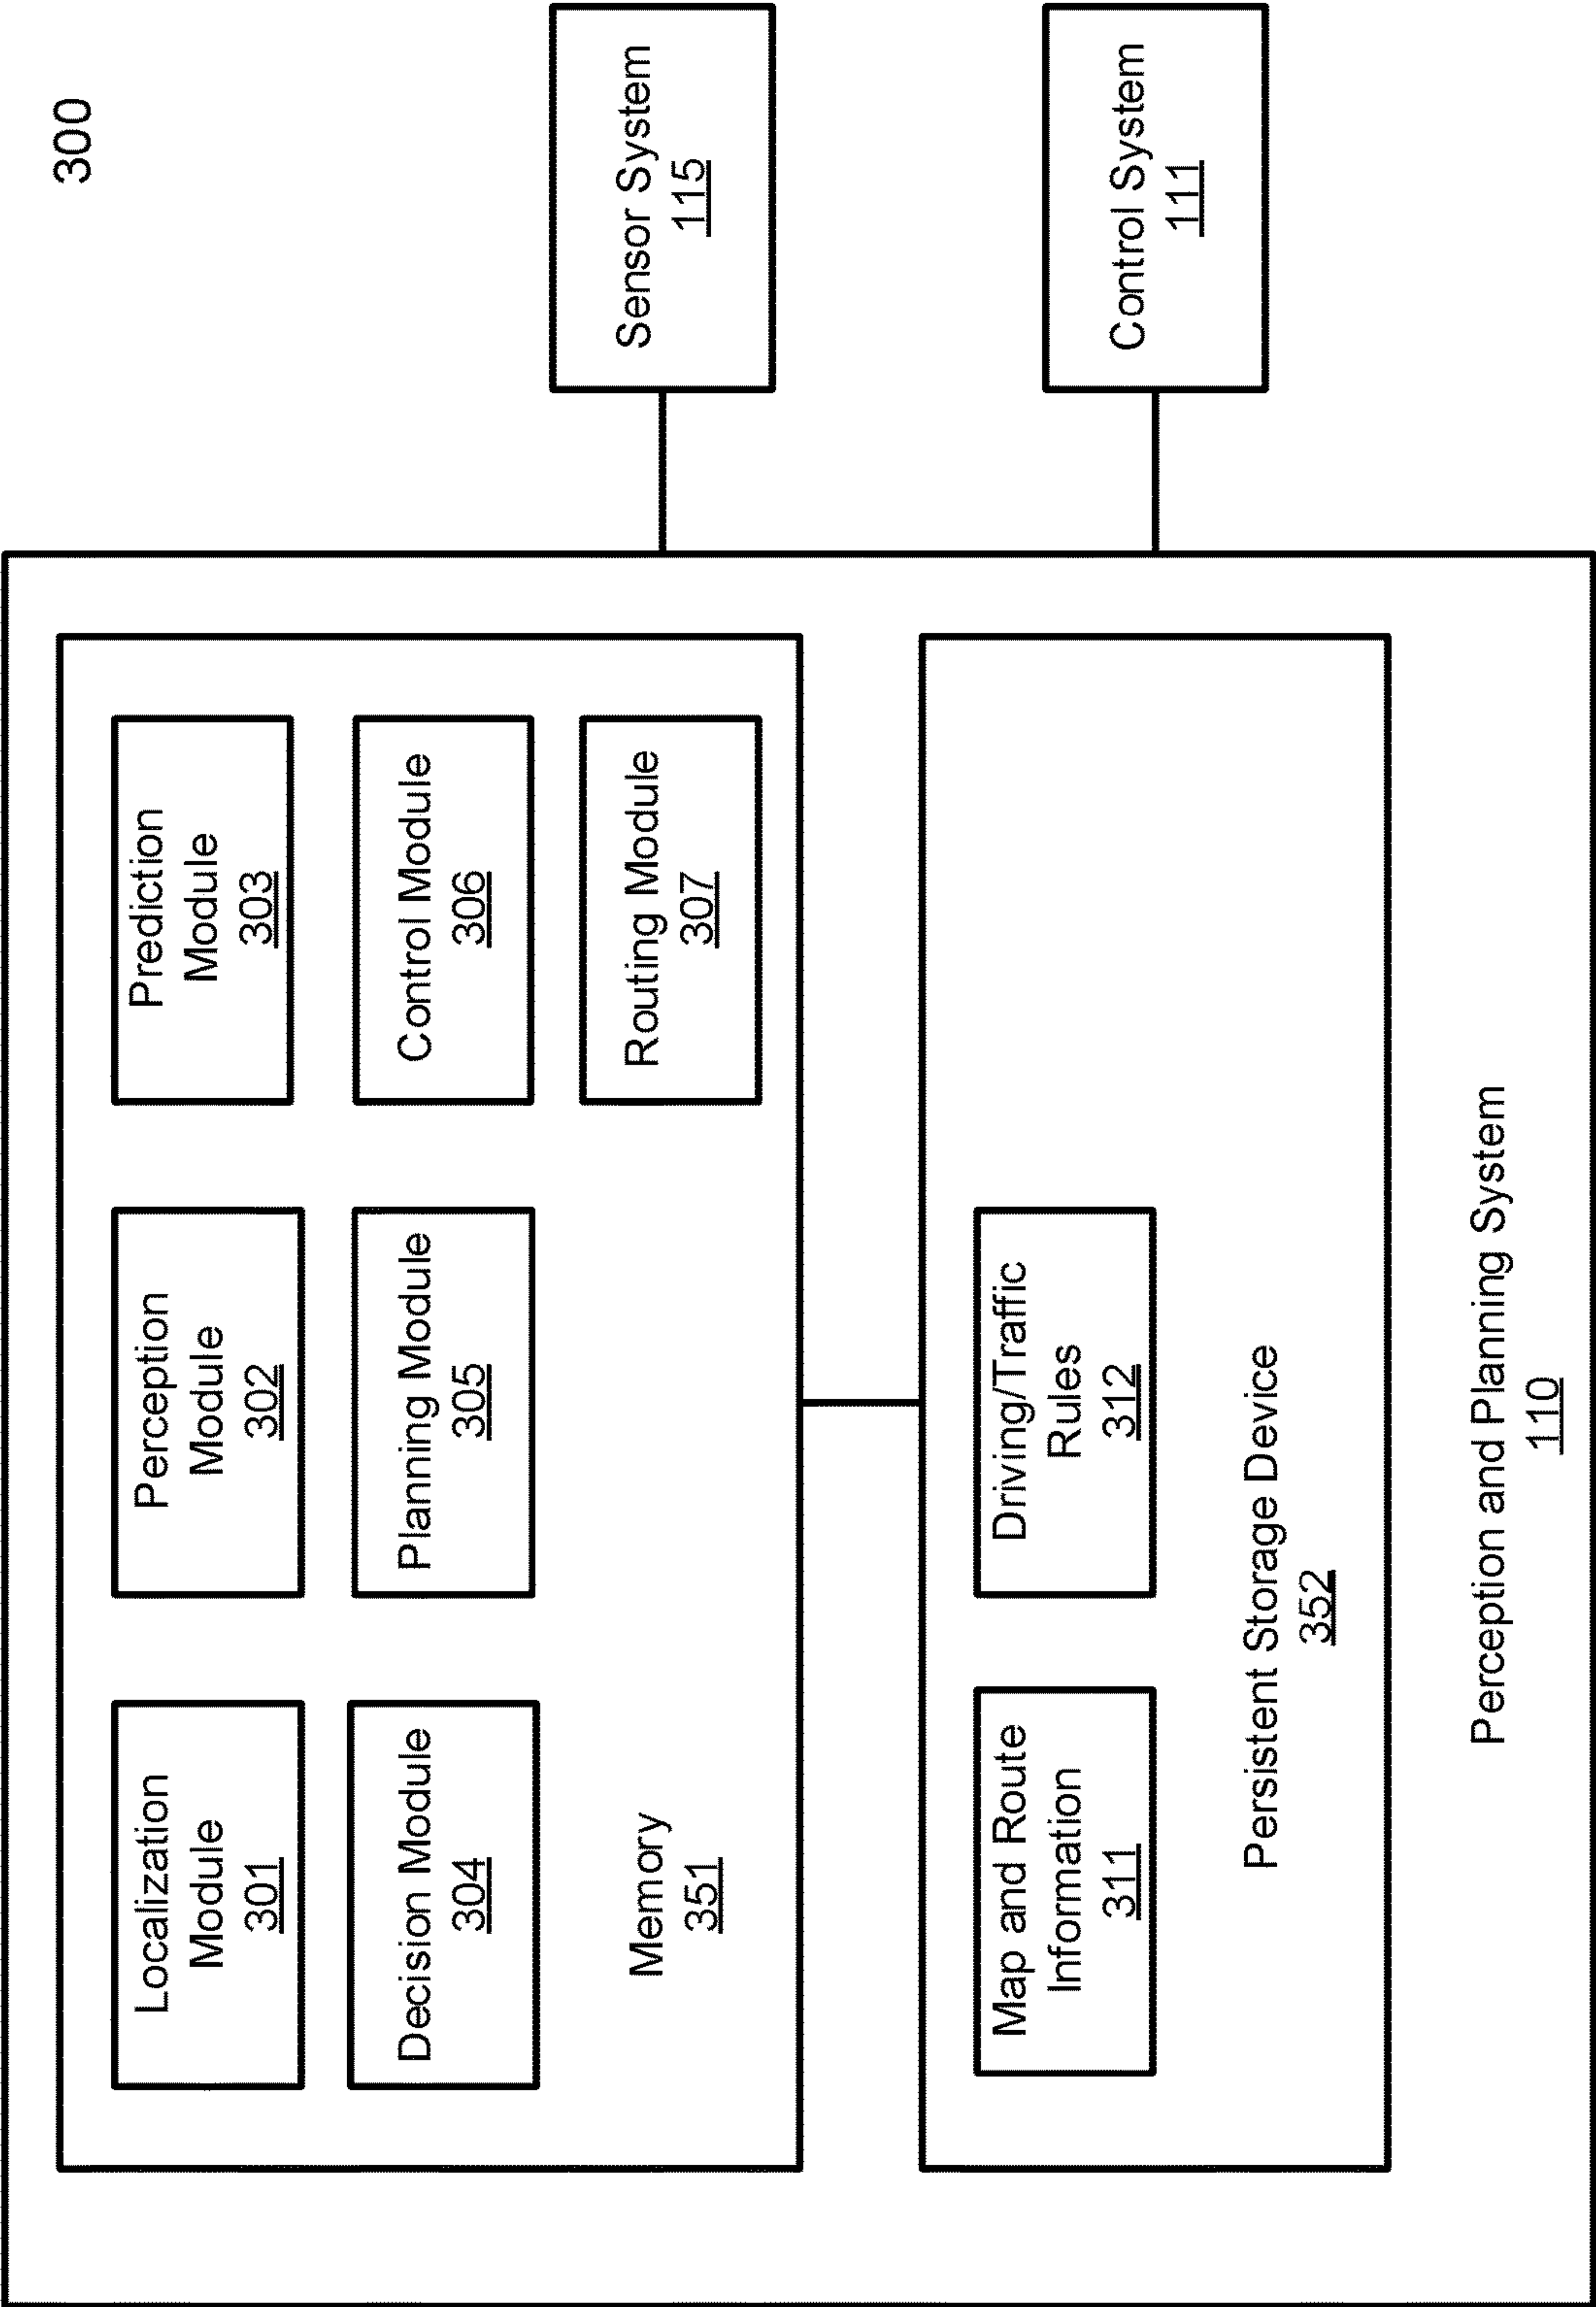 300
Localization
Module
301
Perception
Module
302
Prediction
Module
303
Decision Module
304
Planning Module
305
Control Module
306
Routing Module
307
Memory
351
Sensor System
115
Map and Route
Information
311
Driving/Traffic
Rules
312
Persistent Storage Device
352
Control System
111
Perception and Planning System
110